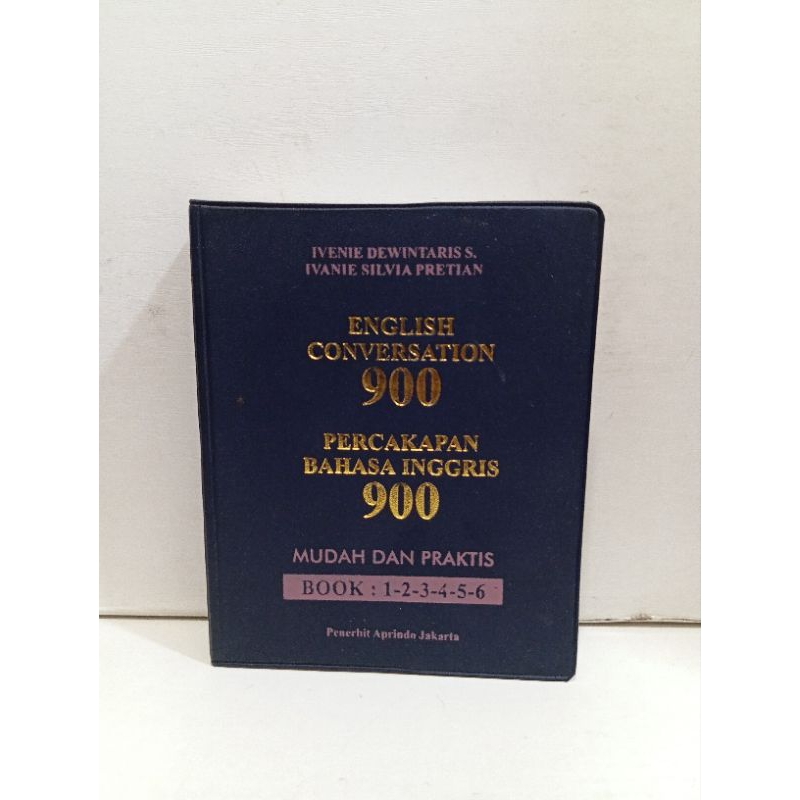 IVENIE DEWINTARIS S.
IVANIE SILVIA PRETIAN
ENGLISH
CONVERSATION
900
PERCAKAPAN
BAHASA INGGRIS
900
MUDAH DAN PRAKTIS
BOOK : 1-2-3-4-5-6
Penerbit Aprindo Jakarta